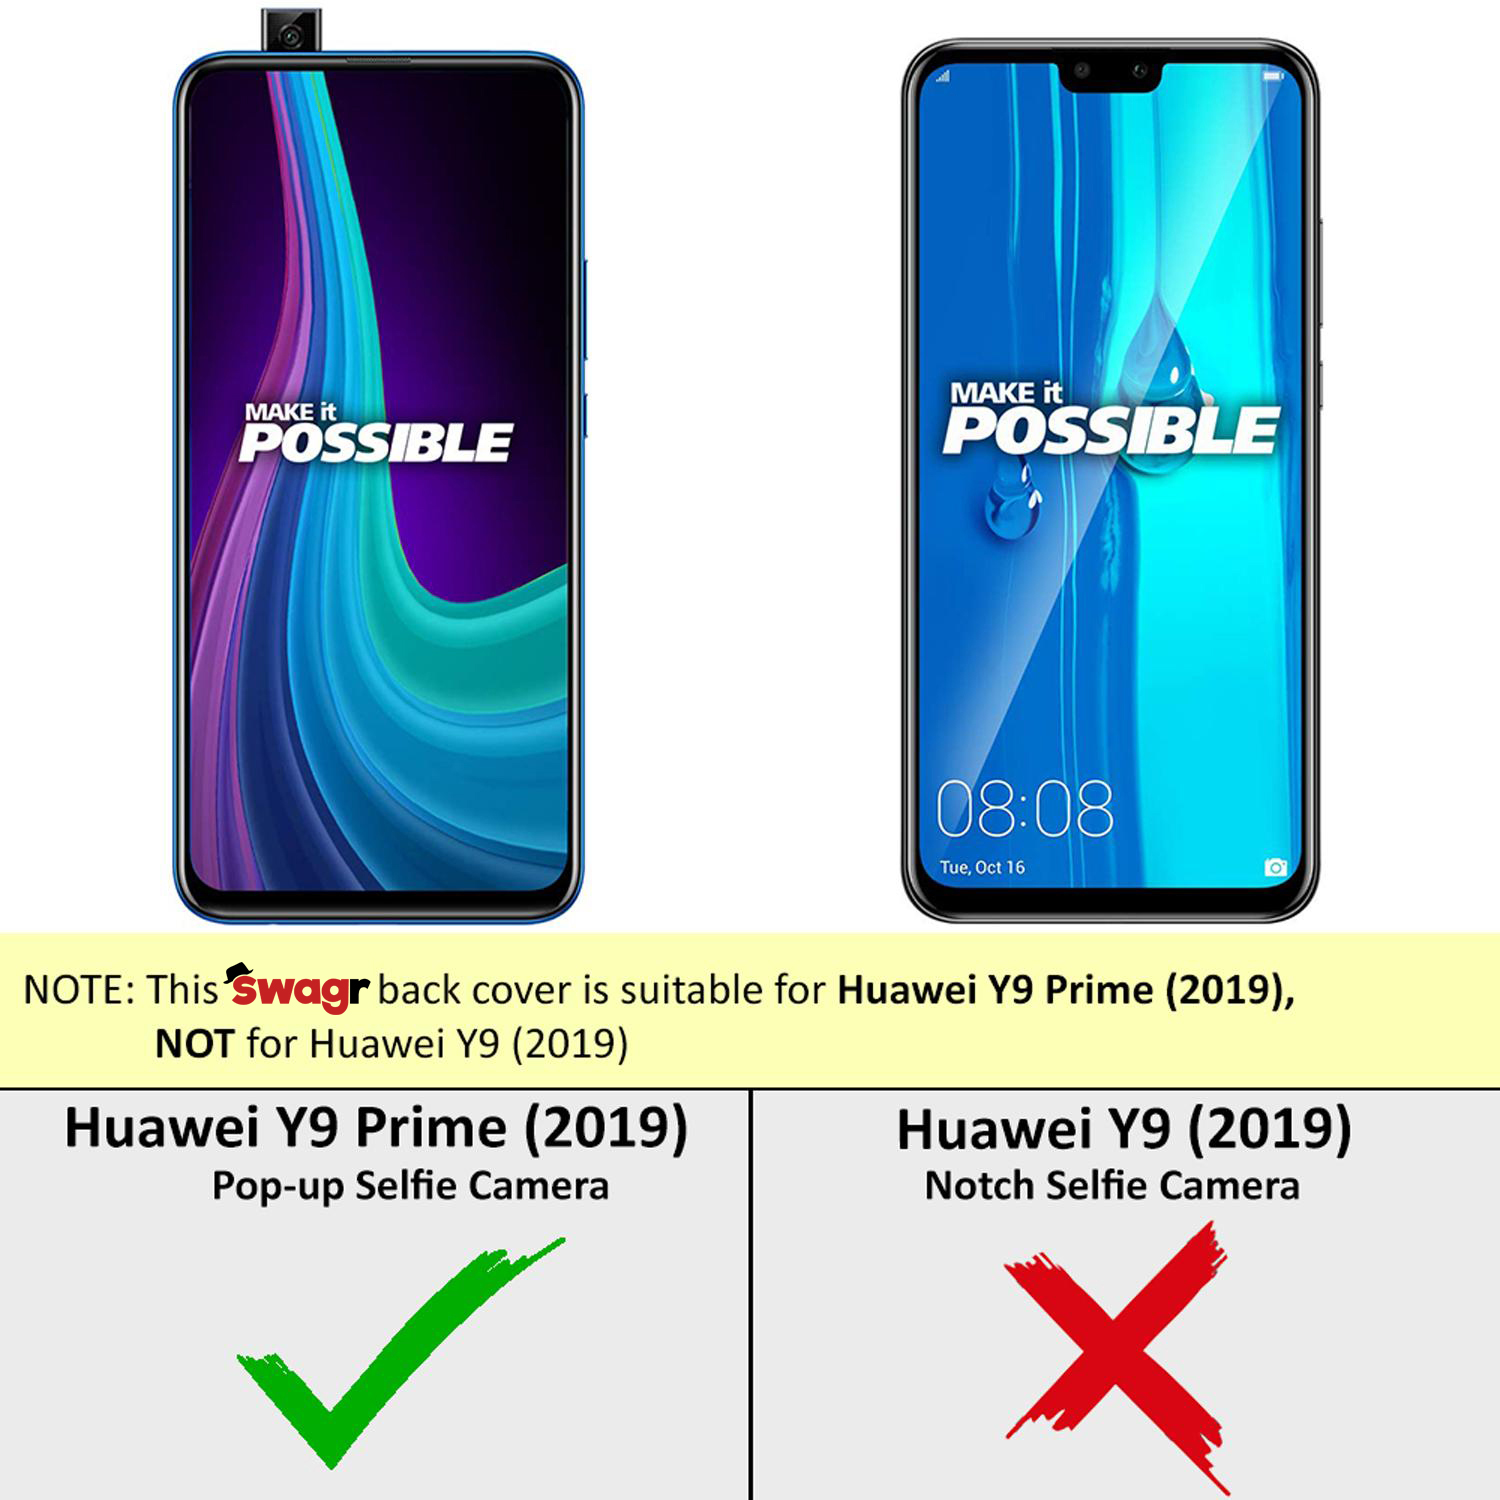 MAKE it
POSSIBLE
MAKE it
POSSIBLE
08:08
Tue, Oct 16
NOTE: This swagr back cover is suitable for Huawei Y9 Prime (2019),
NOT for Huawei Y9 (2019)
Huawei Y9 Prime (2019)
Pop-up Selfie Camera
Huawei Y9 (2019)
Notch Selfie Camera